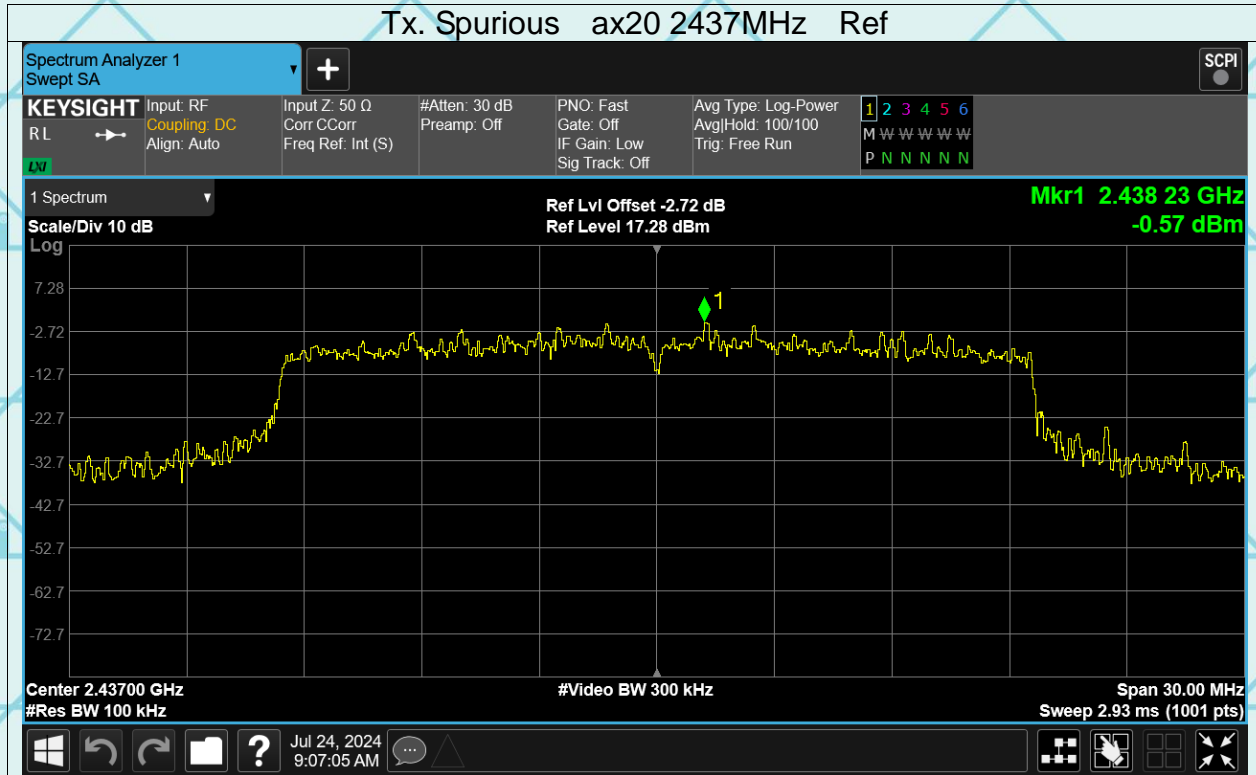 Tx. Spurious ax20 2437MHz Ref
Spectrum Analyzer 1
Swept SA
SCPI
KEYSIGHT
R L
LXI
Input: RF
Coupling: DC
Align: Auto
Input Z: 50 Ω
Corr CCorr
Freq Ref: Int (S)
#Atten: 30 dB
Preamp: Off
PNO: Fast
Gate: Off
IF Gain: Low
Sig Track: Off
Avg Type: Log-Power
Avg|Hold: 100/100
Trig: Free Run
1 2 3 4 5 6
M W W W W W
P N N N N N
1 Spectrum
Scale/Div 10 dB
Ref Lvl Offset -2.72 dB
Ref Level 17.28 dBm
Mkr1 2.438 23 GHz
-0.57 dBm
Log
7.28
1
-2.72
-12.7
-22.7
-32.7
-42.7
-52.7
-62.7
-72.7
Center 2.43700 GHz
#Res BW 100 kHz
#Video BW 300 kHz
Span 30.00 MHz
Sweep 2.93 ms (1001 pts)
?
Jul 24, 2024
9:07:05 AM